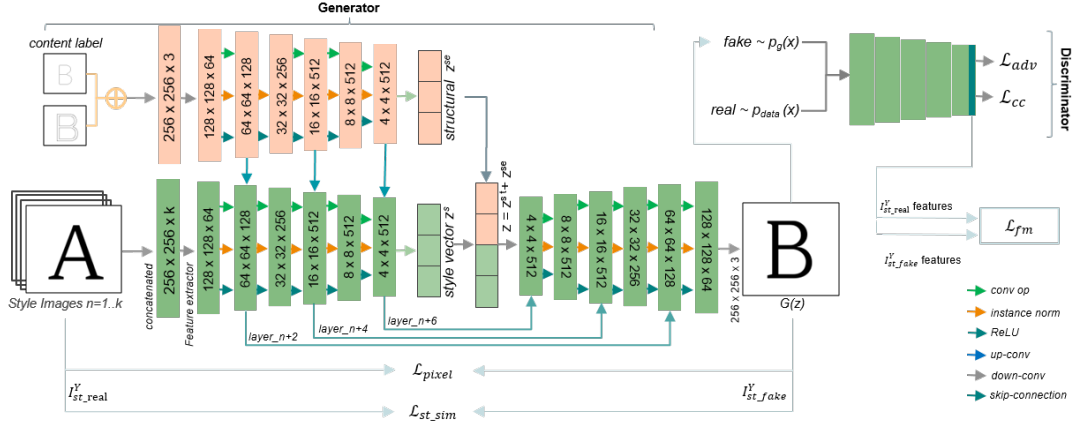 Generator
content label
B
B
256 x 256 x 3
128 x 128 x 64
64 x 64 x 128
32 x 32 x 256
16 x 16 x 512
8 x 8 x 512
4 x 4 x 512
structural z^se
fake ~ p_g(x)
real ~ p_data (x)
L_adv
L_cc
Discriminator
A
Style Images n=1..k
concatenated
256 x 256 x k
Feature extractor
128 x 128 x 64
64 x 64 x 128
32 x 32 x 256
16 x 16 x 512
8 x 8 x 512
4 x 4 x 512
style vector z^s
z = z^st + z^se
4 x 4 x 512
8 x 8 x 512
16 x 16 x 512
32 x 32 x 256
64 x 64 x 128
128 x 128 x 64
256 x 256 x 3
B
G(z)
I^Y_st_real features
L_fm
I^Y_st_fake features
layer_n+2
layer_n+4
layer_n+6
conv op
instance norm
ReLU
up-conv
down-conv
skip-connection
I^Y_st_real
L_pixel
L_st_sim
I^Y_st_fake